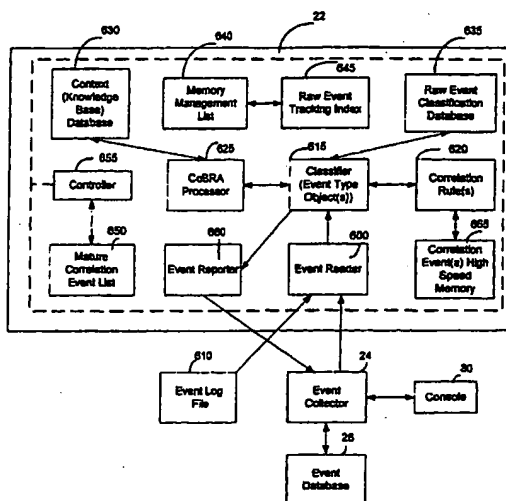 630
640
22
635
Context
(Knowledge
Base)
Database
Memory
Management
List
645
Raw Event
Tracking Index
Raw Event
Classification
Database
655
625
615
620
Controller
CoBRA
Processor
Classifier
(Event Type
Object(s))
Correlation
Rule(s)
650
660
600
665
Mature
Correlation
Event List
Event Reporter
Event Reader
Correlation
Event(s) High
Speed
Memory
610
24
30
Event Log
File
Event
Collector
Console
26
Event
Database